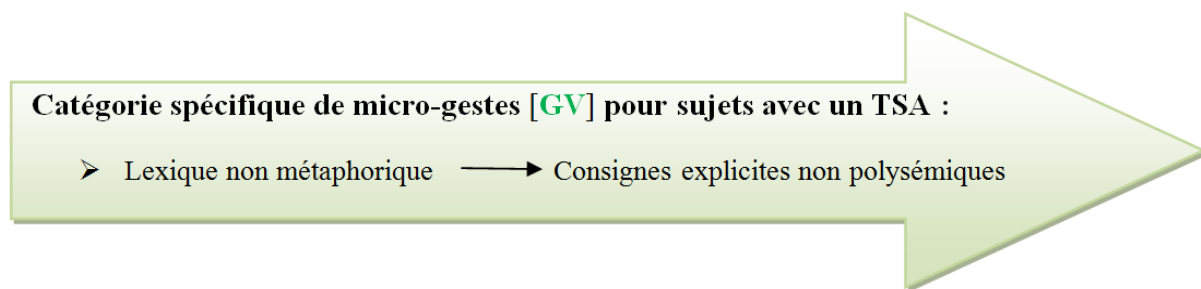 Catégorie spécifique de micro-gestes [GV] pour sujets avec un TSA :
➢ Lexique non métaphorique ⟶ Consignes explicites non polysémiques